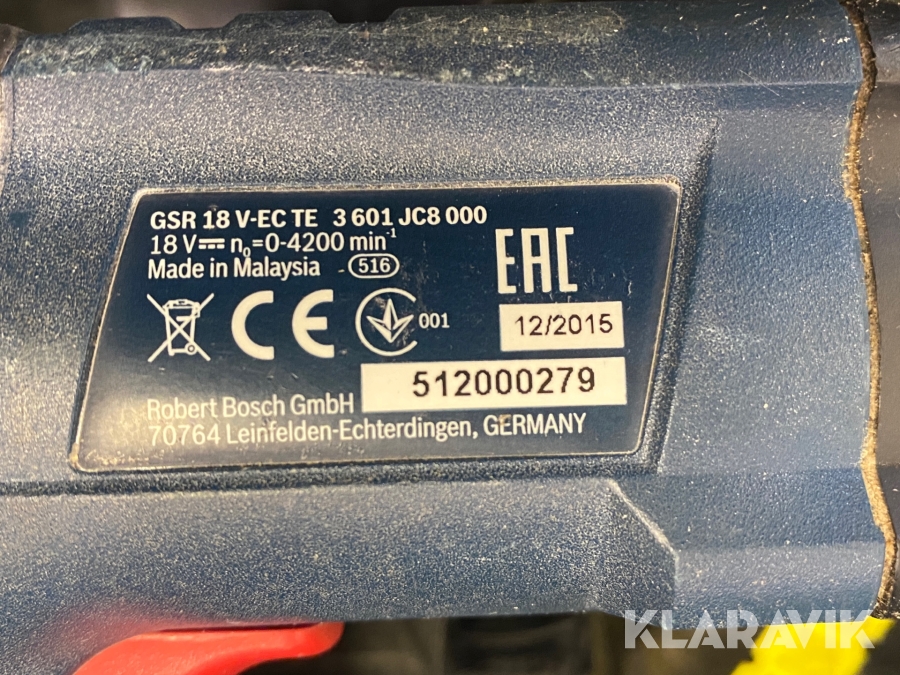 GSR 18 V-EC TE 3 601 JC8 000
18 V⎓ n₀=0-4200 min⁻¹
Made in Malaysia 516
EAC
CE 001
12/2015
512000279
Robert Bosch GmbH
70764 Leinfelden-Echterdingen, GERMANY
KLARAVIK